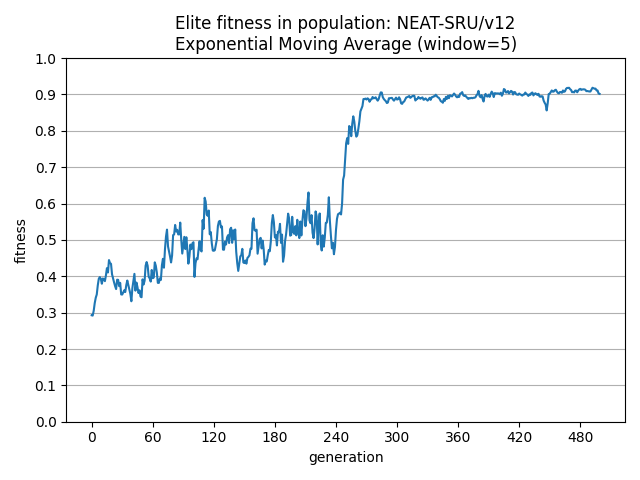 Elite fitness in population: NEAT-SRU/v12
Exponential Moving Average (window=5)
1.0
0.9
0.8
0.7
0.6
0.5
0.4
0.3
0.2
0.1
0.0
fitness
0 60 120 180 240 300 360 420 480
generation